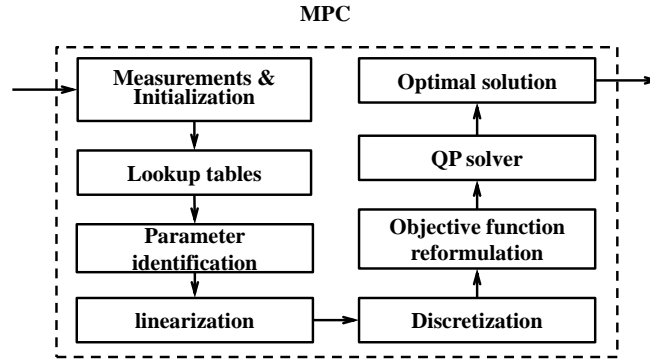 MPC
Measurements &
Initialization
Lookup tables
Parameter
identification
linearization
Optimal solution
QP solver
Objective function
reformulation
Discretization